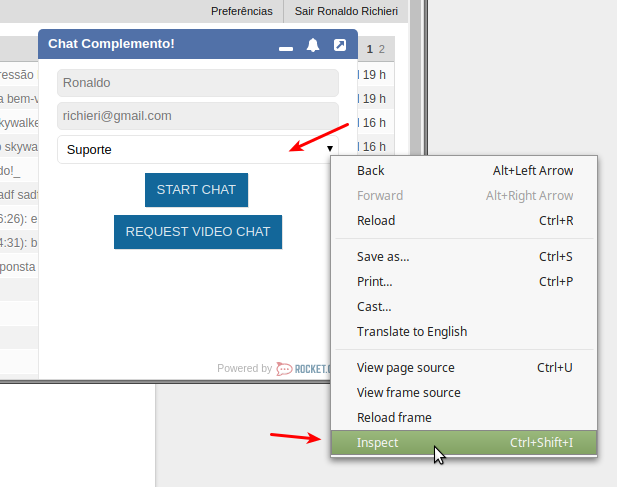 Preferências
Sair Ronaldo Richieri
Chat Complemento!
1 2
ressão
19 h
a bem-v
19 h
skywalke
16 h
o skywa
16 h
do!_
adf sadf
6:26): e
4:31): b
sponsta
Ronaldo
richieri@gmail.com
Suporte
START CHAT
REQUEST VIDEO CHAT
Powered by ROCKET.C
Back Alt+Left Arrow
Forward Alt+Right Arrow
Reload Ctrl+R
Save as... Ctrl+S
Print... Ctrl+P
Cast...
Translate to English
View page source Ctrl+U
View frame source
Reload frame
Inspect Ctrl+Shift+I